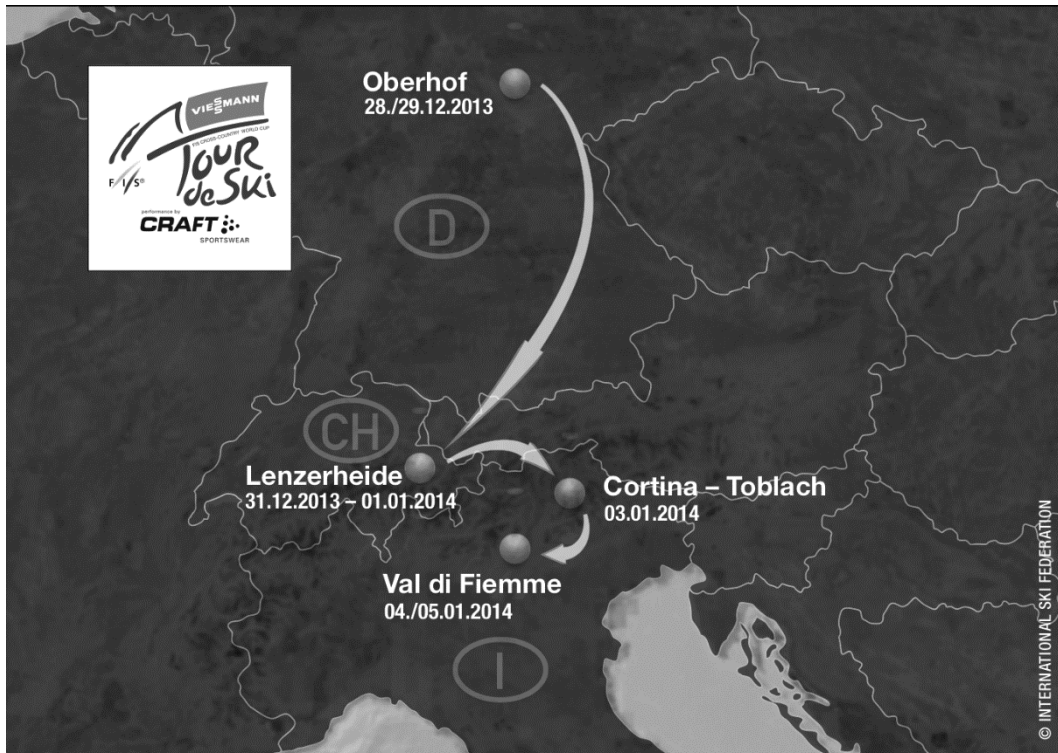 Oberhof
28./29.12.2013
VIESSMANN
FIS CROSS-COUNTRY WORLD CUP
TOUR
de SKI
FIS®
performance by
CRAFT
SPORTSWEAR
D
CH
Lenzerheide
31.12.2013 – 01.01.2014
Cortina – Toblach
03.01.2014
Val di Fiemme
04./05.01.2014
I
© INTERNATIONAL SKI FEDERATION